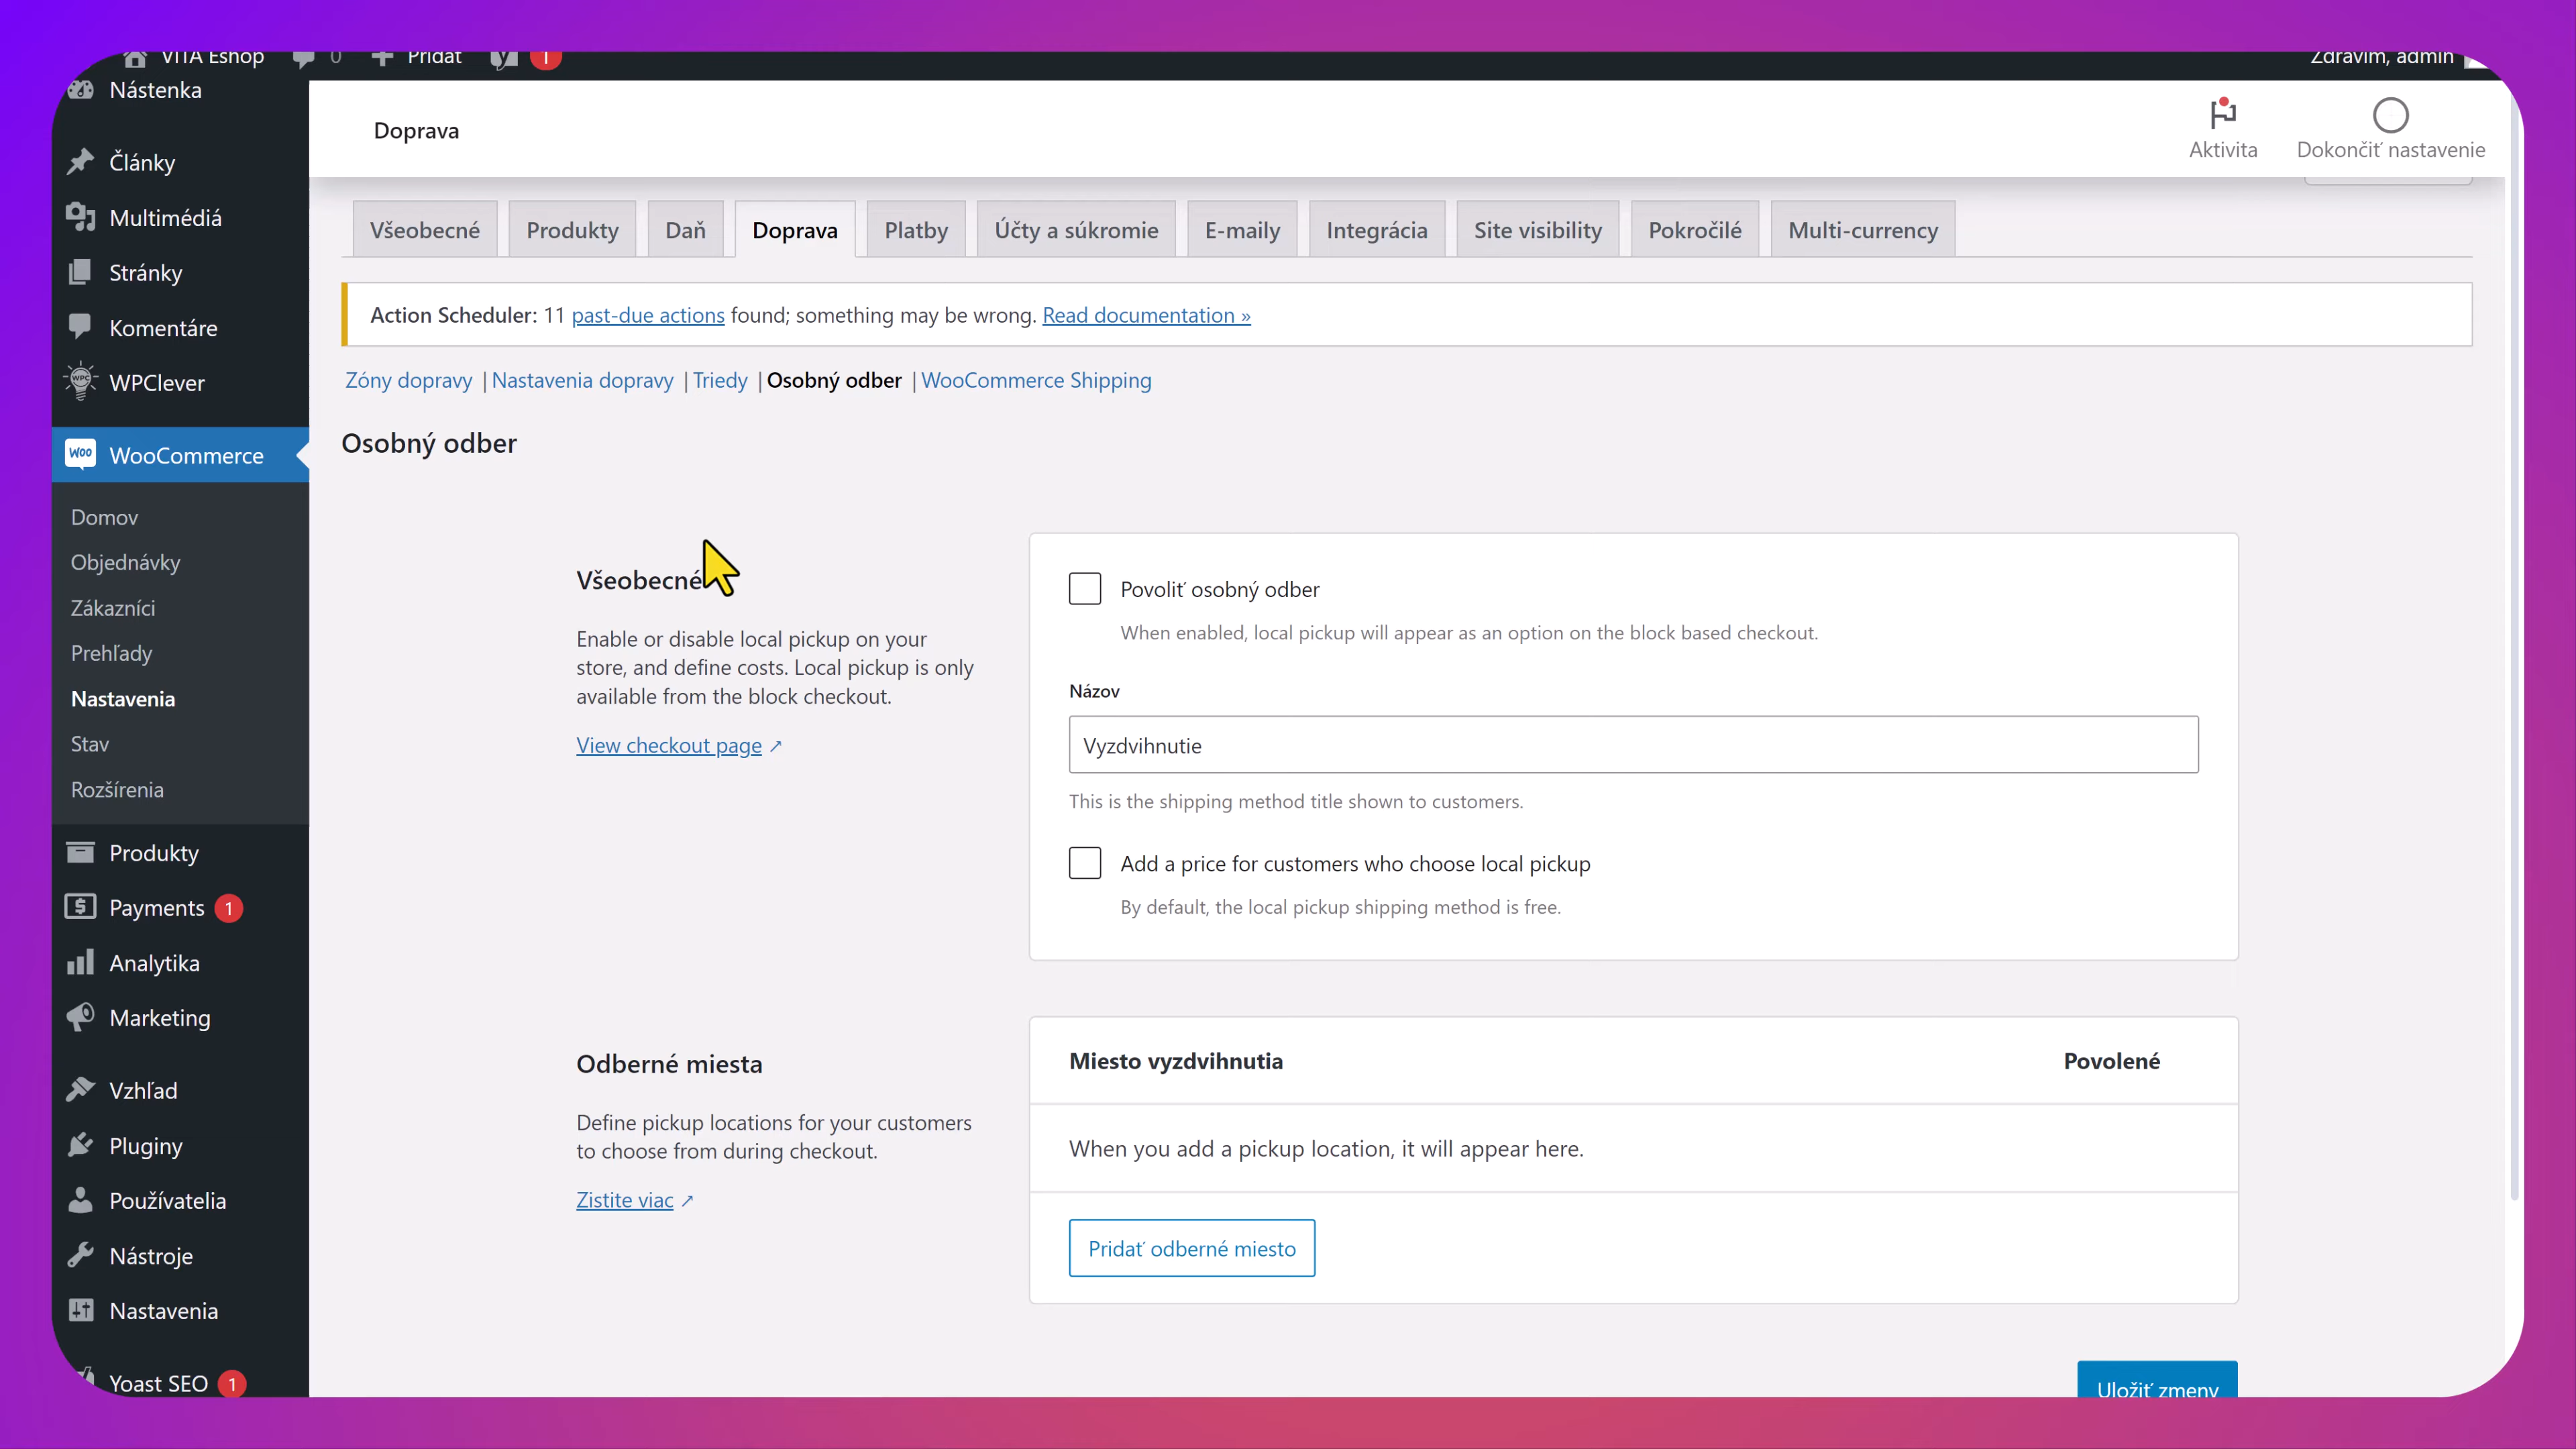 VITA Eshop 0 Pridať 1 Zdravím, admin
Nástenka
Články
Multimédiá
Stránky
Komentáre
WPClever
WooCommerce
Domov
Objednávky
Zákazníci
Prehľady
Nastavenia
Stav
Rozšírenia
Produkty
Payments 1
Analytika
Marketing
Vzhľad
Pluginy
Používatelia
Nástroje
Nastavenia
Yoast SEO 1
Doprava
Aktivita
Dokončiť nastavenie
Všeobecné Produkty Daň Doprava Platby Účty a súkromie E-maily Integrácia Site visibility Pokročilé Multi-currency
Action Scheduler: 11 past-due actions found; something may be wrong. Read documentation »
Zóny dopravy | Nastavenia dopravy | Triedy | Osobný odber | WooCommerce Shipping
Osobný odber
Všeobecné
Enable or disable local pickup on your
store, and define costs. Local pickup is only
available from the block checkout.
View checkout page ↗
Povoliť osobný odber
When enabled, local pickup will appear as an option on the block based checkout.
Názov
Vyzdvihnutie
This is the shipping method title shown to customers.
Add a price for customers who choose local pickup
By default, the local pickup shipping method is free.
Odberné miesta
Define pickup locations for your customers
to choose from during checkout.
Zistite viac ↗
Miesto vyzdvihnutia Povolené
When you add a pickup location, it will appear here.
Pridať odberné miesto
Uložiť zmeny